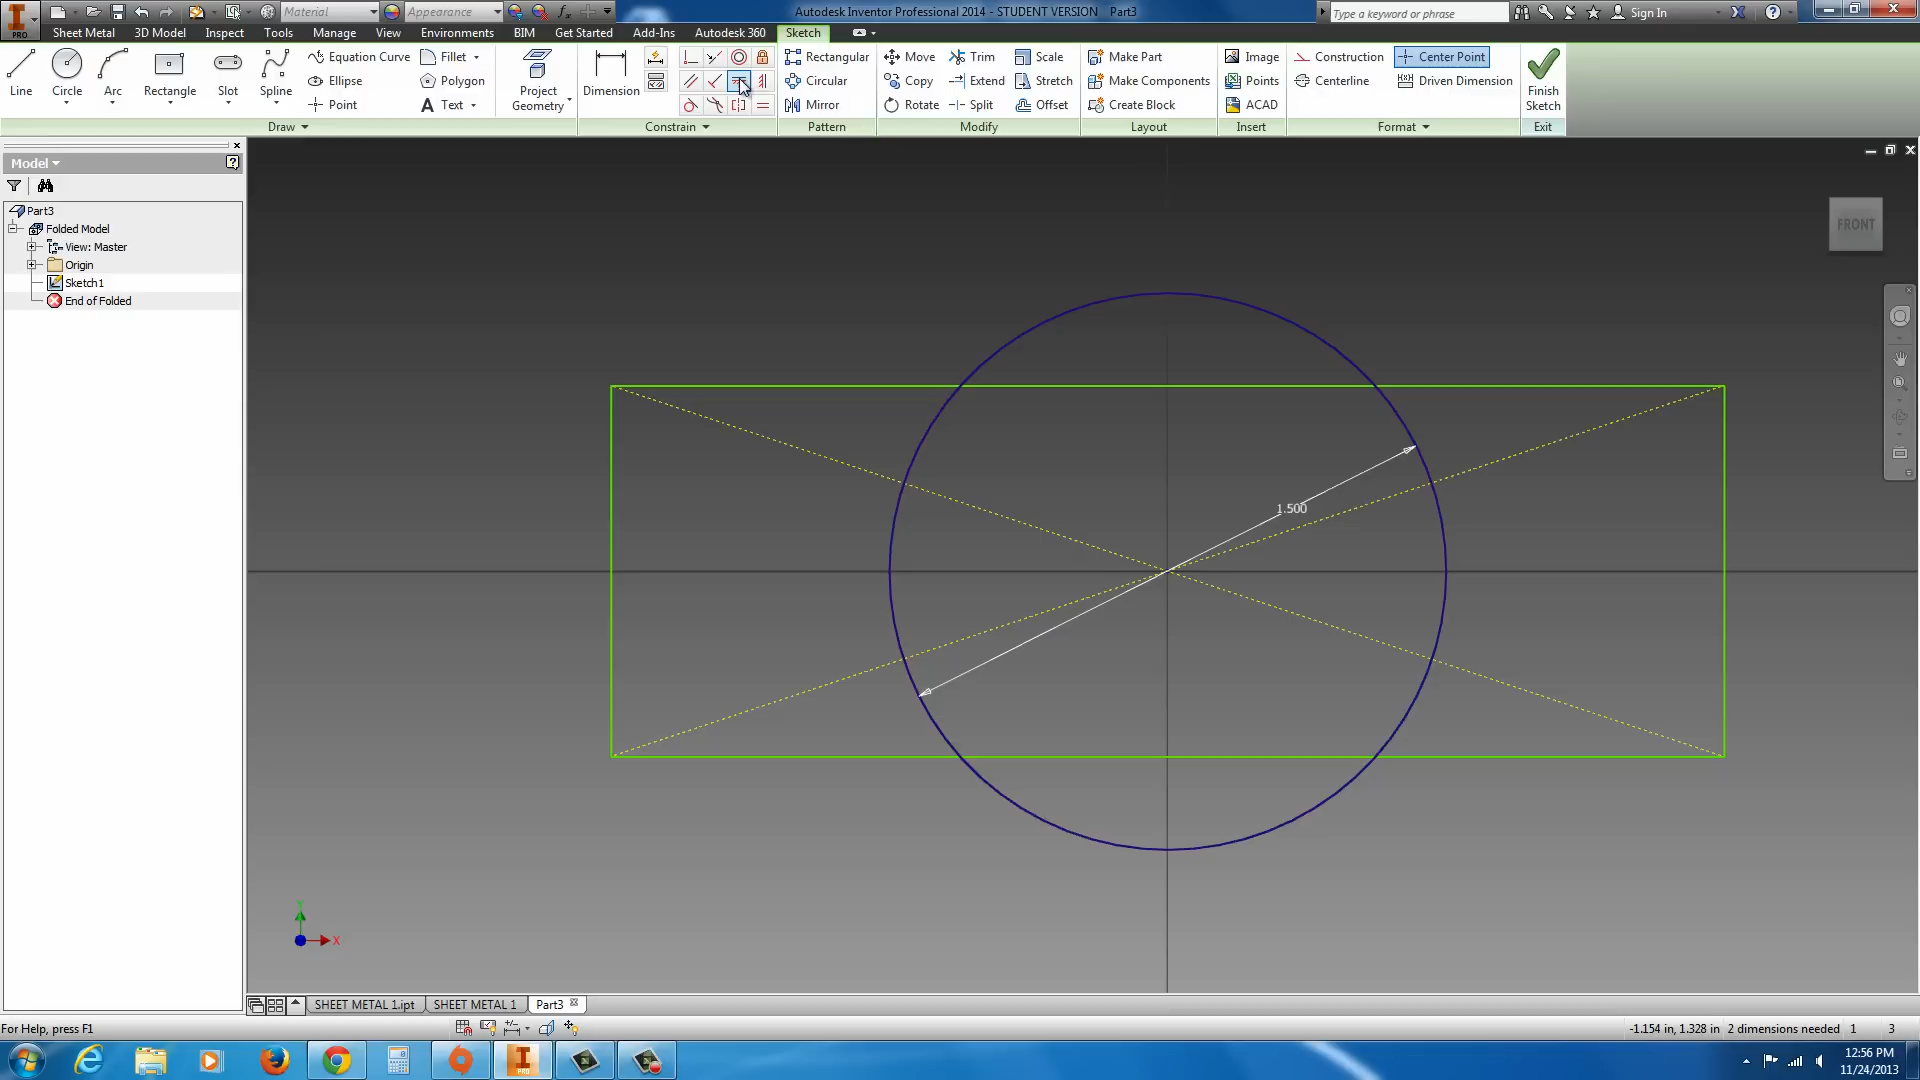 Material
Appearance
Autodesk Inventor Professional 2014 - STUDENT VERSION Part3
Type a keyword or phrase
Sign In
PRO
Sheet Metal
3D Model
Inspect
Tools
Manage
View
Environments
BIM
Get Started
Add-Ins
Autodesk 360
Sketch
Line
Circle
Arc
Rectangle
Slot
Spline
Equation Curve
Ellipse
Point
Fillet
Polygon
Text
Project Geometry
Dimension
Rectangular
Circular
Mirror
Move
Copy
Rotate
Trim
Extend
Split
Scale
Stretch
Offset
Make Part
Make Components
Create Block
Image
Points
ACAD
Construction
Centerline
Center Point
Driven Dimension
Finish Sketch
Draw
Constrain
Pattern
Modify
Layout
Insert
Format
Exit
Model
Part3
Folded Model
View: Master
Origin
Sketch1
End of Folded
FRONT
1.500
Y
X
SHEET METAL 1.ipt
SHEET METAL 1
Part3
For Help, press F1
-1.154 in, 1.328 in 2 dimensions needed 1 3
PRO
12:56 PM
11/24/2013